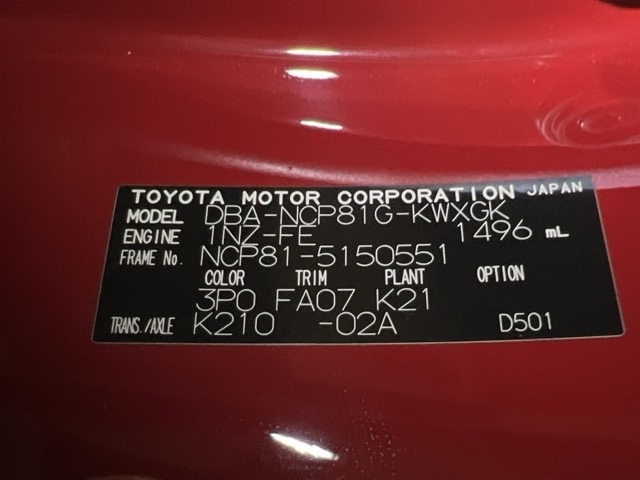 TOYOTA MOTOR CORPORATION JAPAN
MODEL DBA-NCP81G-KWXGK
ENGINE 1NZ-FE 1496 mL
FRAME No. NCP81-5150551
COLOR TRIM PLANT OPTION
3P0 FA07 K21
TRANS./AXLE K210 -02A D501